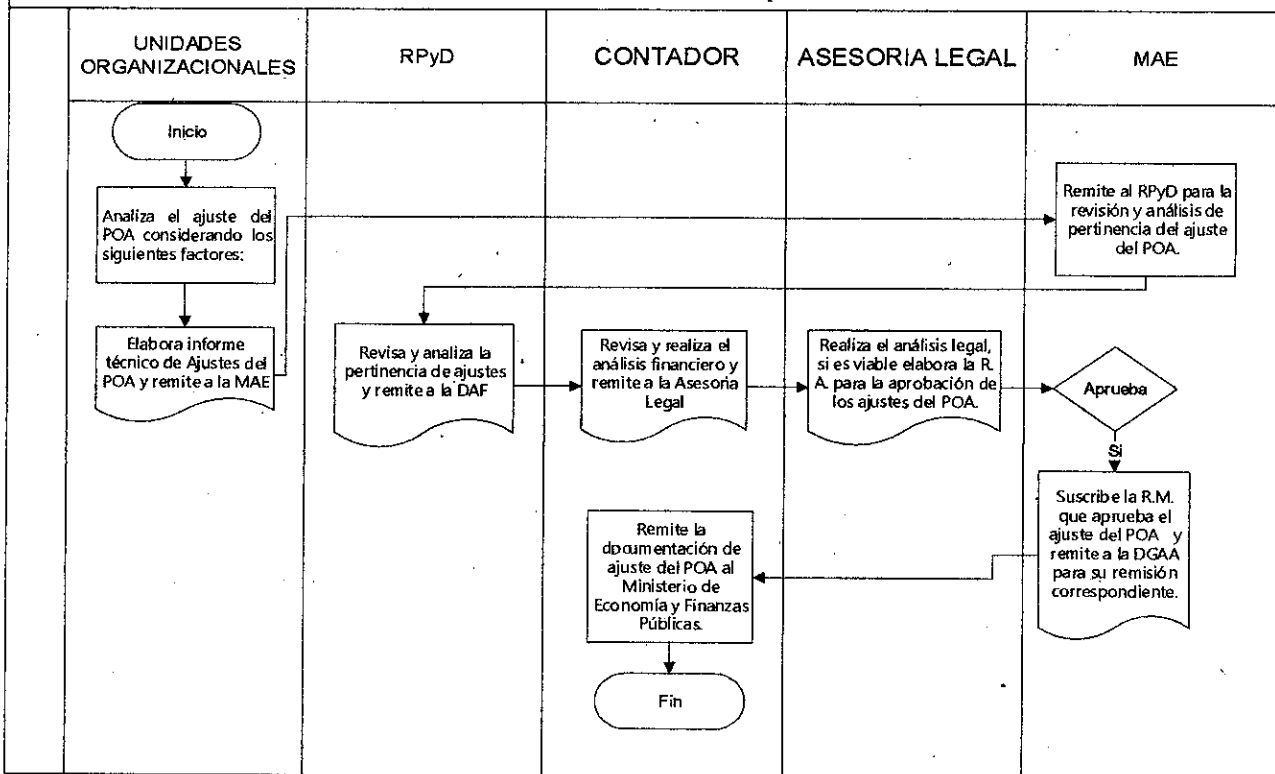 UNIDADES
ORGANIZACIONALES
RPyD
CONTADOR
ASESORIA LEGAL
MAE
Inicio
Analiza el ajuste del
POA considerando los
siguientes factores:
Remite al RPyD para la
revisión y análisis de
pertinencia del ajuste
del POA.
Elabora informe
técnico de Ajustes del
POA y remite a la MAE
Revisa y analiza la
pertinencia de ajustes
y remite a la DAF
Revisa y realiza el
análisis financiero y
remite a la Asesoria
Legal
Realiza el análisis legal,
si es viable elabora la R.
A. para la aprobación de
los ajustes del POA.
Aprueba
Si
Suscribe la R.M.
que aprueba el
ajuste del POA y
remite a la DGAA
para su remisión
correspondiente.
Remite la
documentación de
ajuste del POA al
Ministerio de
Economía y Finanzas
Públicas.
Fin